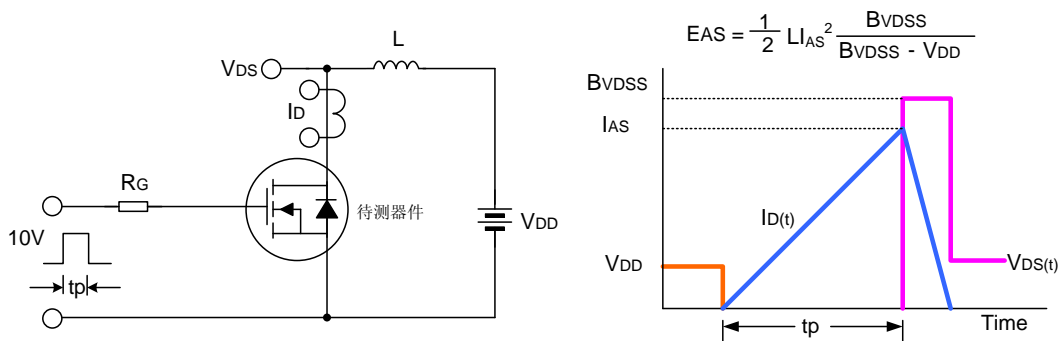 VDS
L
ID
RG
待测器件
10V
tp
VDD
EAS = 1/2 LIAS² BVDSS / (BVDSS - VDD)
BVDSS
IAS
ID(t)
VDD
VDS(t)
tp
Time